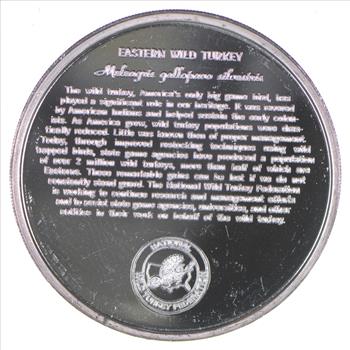 EASTERN WILD TURKEY
Meleagris gallopavo silvestris
The wild turkey, America's only big game bird, has
played a significant role in our heritage. It was revered
by American Indians and helped sustain the early colon-
ists. As America grew, wild turkey populations were dras-
tically reduced. Little was known then of proper management.
Today, through improved restocking techniques using wild
trapped birds, state game agencies have produced a population
of over 2 million wild turkeys, more than half of which are
Easterns. These remarkable gains can be lost if we do not
constantly stand guard. The National Wild Turkey Federation
is working to continue research and management efforts
and to assist state game agencies, universities, and other
entities in their work on behalf of the wild turkey.
NATIONAL
WILD TURKEY FEDERATION